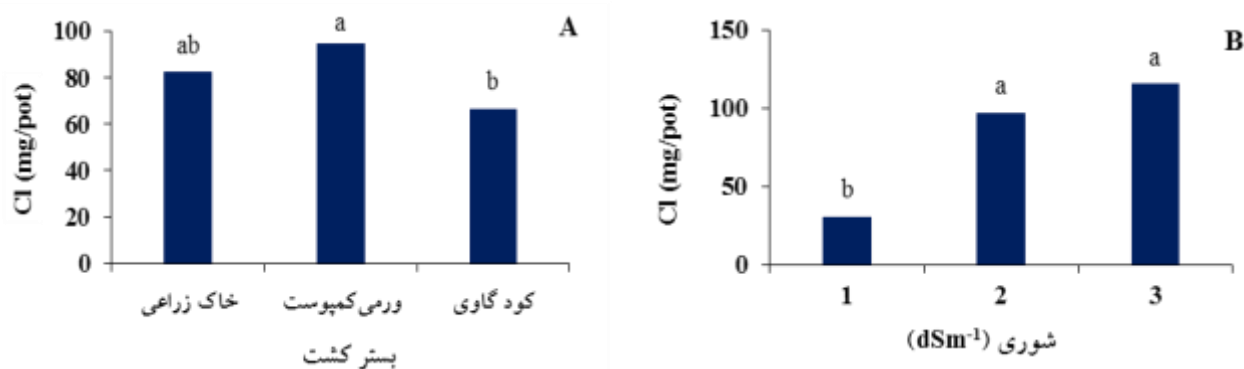 A
Cl (mg/pot)
100
80
60
40
20
0
ab
a
b
خاک زراعی
ورمی‌کمپوست
کود گاوی
بستر کشت
B
Cl (mg/pot)
150
100
50
0
b
a
a
1
2
3
شوری (dSm⁻¹)